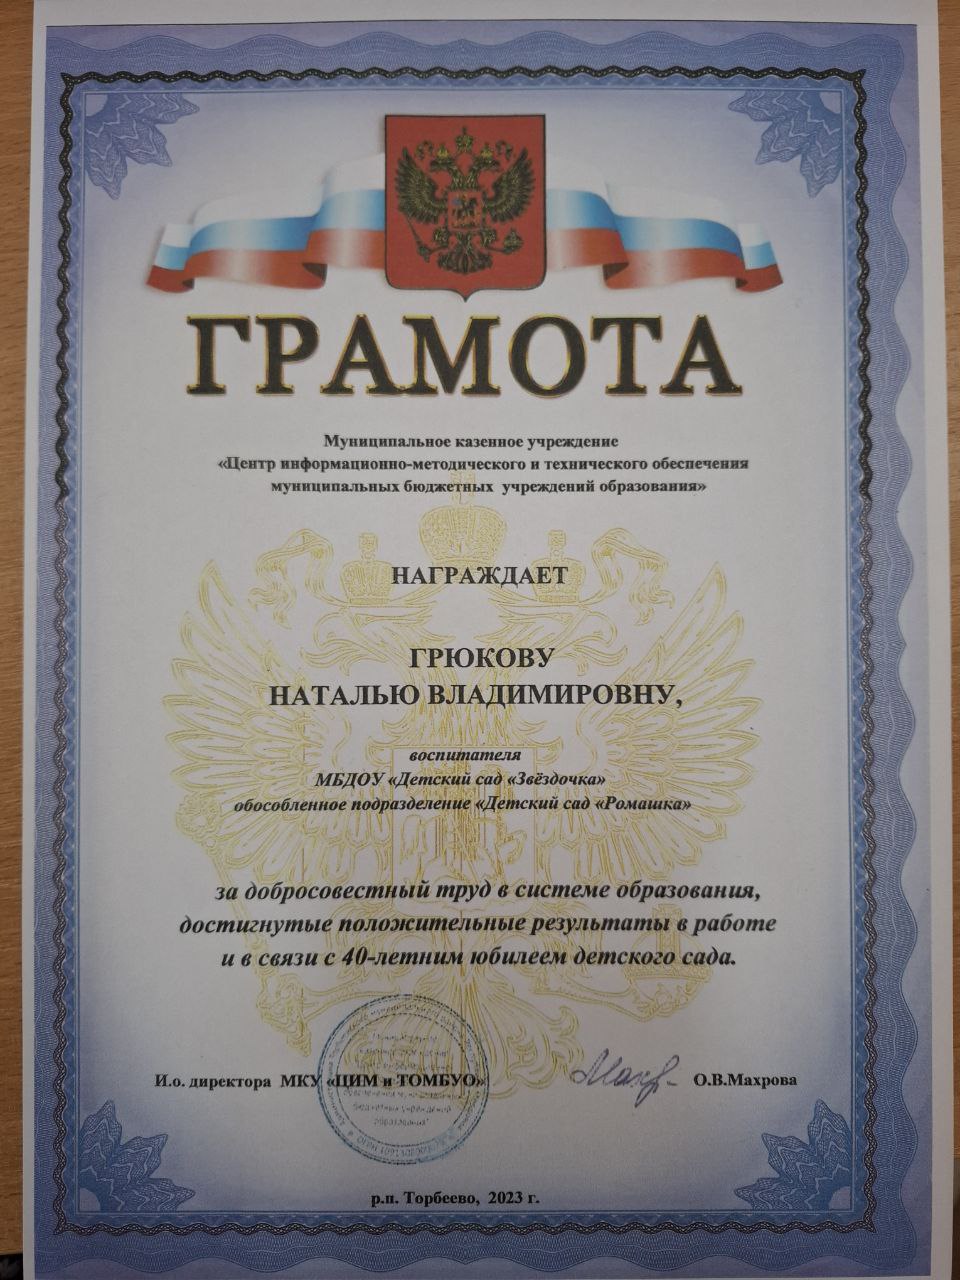 ГРАМОТА
Муниципальное казенное учреждение
«Центр информационно-методического и технического обеспечения
муниципальных бюджетных учреждений образования»
НАГРАЖДАЕТ
ГРЮКОВУ
НАТАЛЬЮ ВЛАДИМИРОВНУ,
воспитателя
МБДОУ «Детский сад «Звёздочка»
обособленное подразделение «Детский сад «Ромашка»
за добросовестный труд в системе образования,
достигнутые положительные результаты в работе
и в связи с 40-летним юбилеем детского сада.
И.о. директора МКУ «ЦИМ и ТОМБУО» О.В.Махрова
р.п. Торбеево, 2023 г.